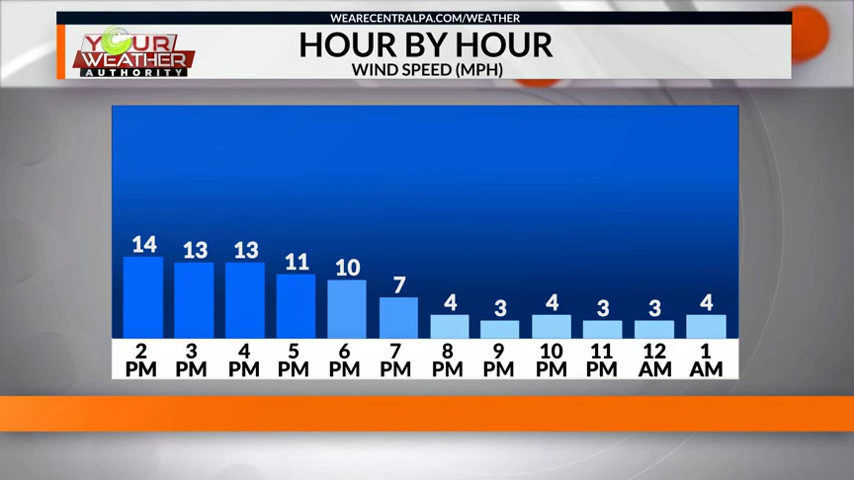 WEARECENTRALPA.COM/WEATHER
YOUR
WEATHER
AUTHORITY
HOUR BY HOUR
WIND SPEED (MPH)
14 13 13 11 10 7 4 3 4 3 3 4
2 3 4 5 6 7 8 9 10 11 12 1
PM PM PM PM PM PM PM PM PM PM AM AM